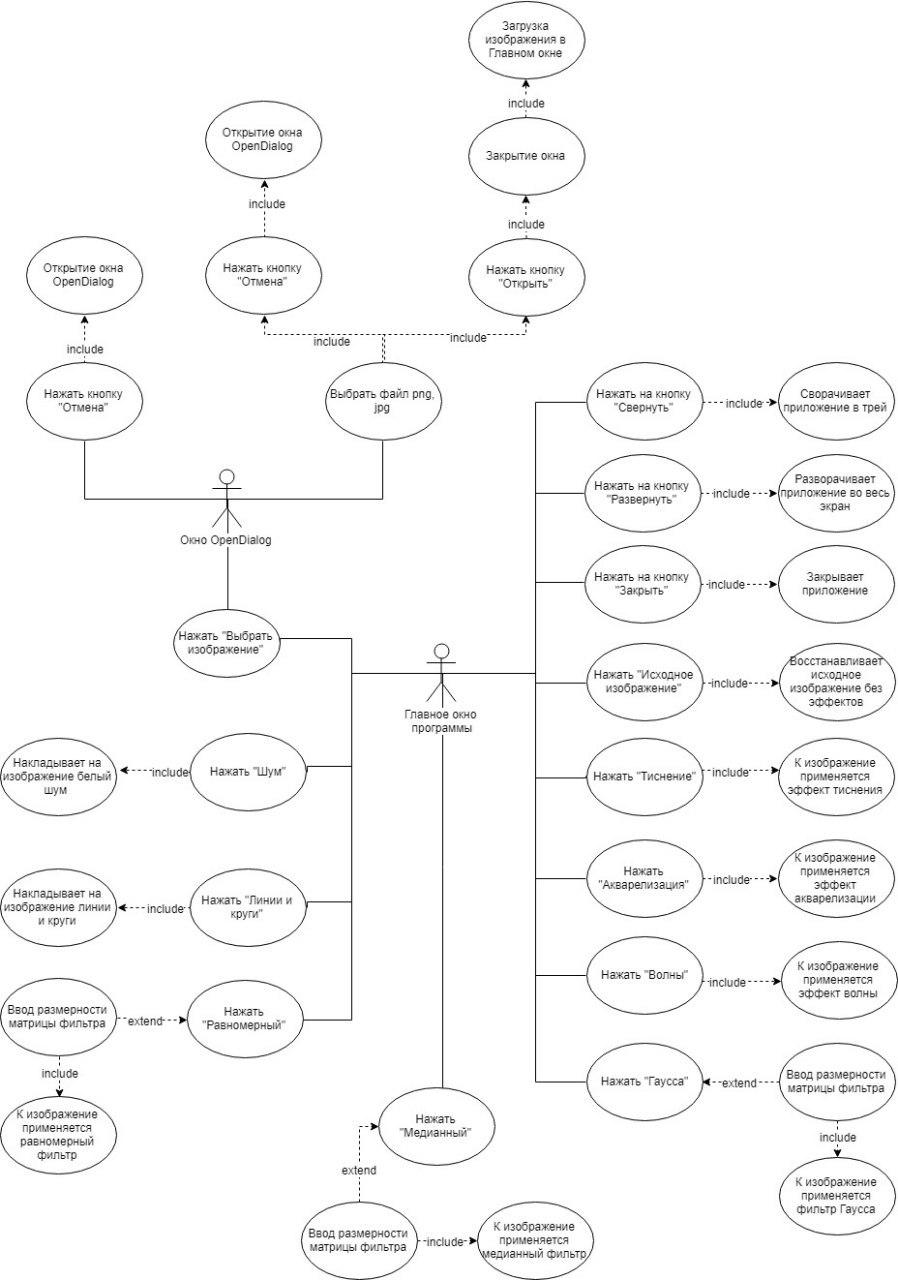 Загрузка
изображения в
Главном окне
include
Открытие окна
OpenDialog
Закрытие окна
include
include
Открытие окна
OpenDialog
Нажать кнопку
"Отмена"
Нажать кнопку
"Открыть"
include
include
include
Нажать кнопку
"Отмена"
Выбрать файл png,
jpg
Нажать на кнопку
"Свернуть"
include
Сворачивает
приложение в трей
Нажать на кнопку
"Развернуть"
include
Разворачивает
приложение во весь
экран
Окно OpenDialog
Нажать на кнопку
"Закрыть"
include
Закрывает
приложение
Нажать "Выбрать
изображение"
Главное окно
программы
Нажать "Исходное
изображение"
include
Восстанавливает
исходное
изображение без
эффектов
Накладывает на
изображение белый
шум
include
Нажать "Шум"
Нажать "Тиснение"
include
К изображение
применяется
эффект тиснения
Накладывает на
изображение линии
и круги
include
Нажать "Линии и
круги"
Нажать
"Акварелизация"
include
К изображение
применяется
эффект
акварелизации
Нажать "Волны"
include
К изображение
применяется
эффект волны
Ввод размерности
матрицы фильтра
extend
Нажать
"Равномерный"
include
К изображение
применяется
равномерный
фильтр
Нажать "Гаусса"
extend
Ввод размерности
матрицы фильтра
include
К изображение
применяется
фильтр Гаусса
Нажать
"Медианный"
extend
Ввод размерности
матрицы фильтра
include
К изображение
применяется
медианный фильтр